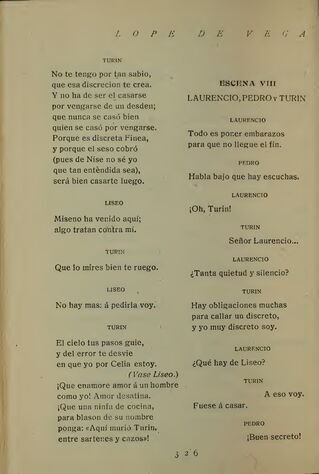 LOPE DE VEGA
TURIN
No te tengo por tan sabio,
que esa discreción te crea.
Y no ha de ser el casarse
por vengarse de un desden;
que nunca se casó bien
quien se casó por vengarse.
Porque es discreta Finea,
y porque el seso cobró
(pues de Nise no sé yo
que tan entendida sea),
será bien casarte luego.
LISEO
Miseno ha venido aquí;
algo tratan contra mí.
TURIN
Que lo mires bien te ruego.
LISEO
No hay mas: á pedirla voy.
TURIN
El cielo tus pasos guie,
y del error te desvie
en que yo por Celia estoy.
(Vase Liseo.)
¡Que enamore amor á un hombre
como yo! Amor desatina.
¡Que una ninfa de cocina,
para blason de su nombre
ponga: «Aquí murió Turin,
entre sartenes y cazos»!
ESCENA VIII
LAURENCIO, PEDRO Y TURIN
LAURENCIO
Todo es poner embarazos
para que no llegue el fin.
PEDRO
Habla bajo que hay escuchas.
LAURENCIO
¡Oh, Turin!
TURIN
Señor Laurencio...
LAURENCIO
¿Tanta quietud y silencio?
TURIN
Hay obligaciones muchas
para callar un discreto,
y yo muy discreto soy.
LAURENCIO
¿Qué hay de Liseo?
TURIN
A eso voy.
Fuese á casar.
PEDRO
¡Buen secreto!
326